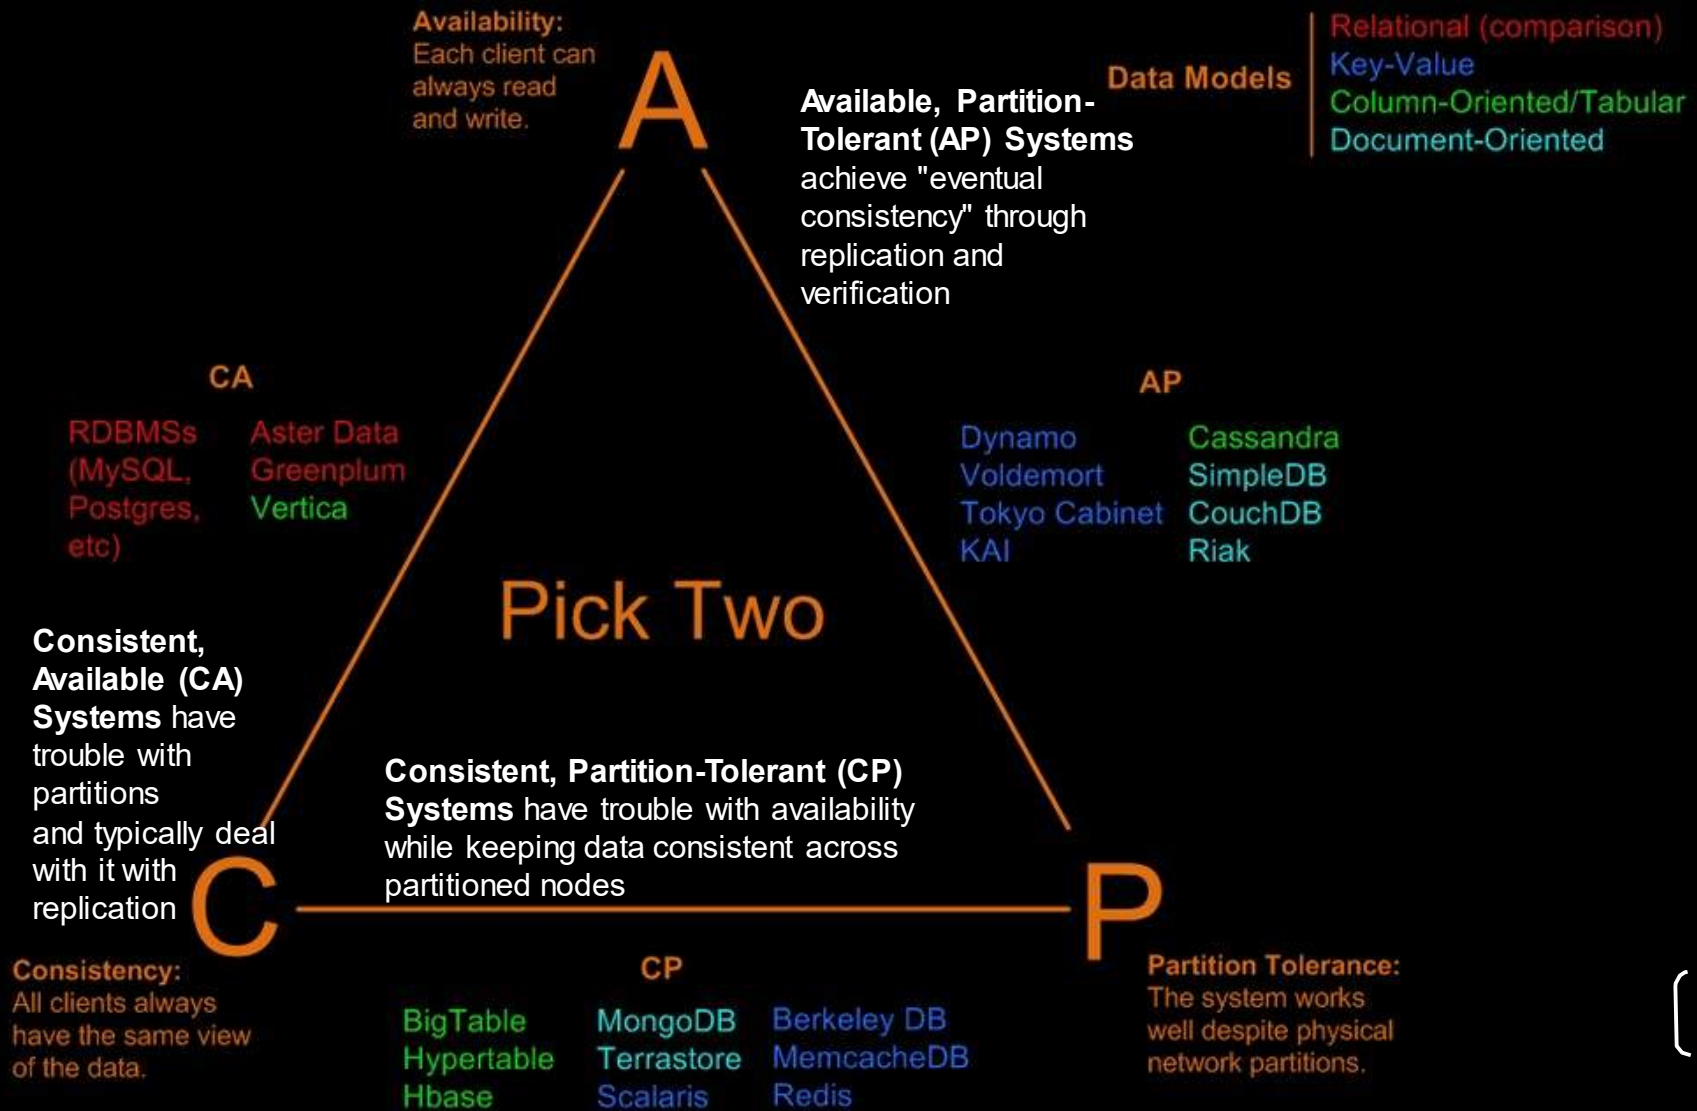 Availability:
Each client can
always read
and write.
A
Available, Partition-
Tolerant (AP) Systems
achieve "eventual
consistency" through
replication and
verification
Data Models
Relational (comparison)
Key-Value
Column-Oriented/Tabular
Document-Oriented
CA
RDBMSs
(MySQL,
Postgres,
etc)
Aster Data
Greenplum
Vertica
AP
Dynamo
Voldemort
Tokyo Cabinet
KAI
Cassandra
SimpleDB
CouchDB
Riak
Pick Two
Consistent,
Available (CA)
Systems have
trouble with
partitions
and typically deal
with it with
replication
Consistent, Partition-Tolerant (CP)
Systems have trouble with availability
while keeping data consistent across
partitioned nodes
C
P
Consistency:
All clients always
have the same view
of the data.
CP
BigTable
Hypertable
Hbase
MongoDB
Terrastore
Scalaris
Berkeley DB
MemcacheDB
Redis
Partition Tolerance:
The system works
well despite physical
network partitions.